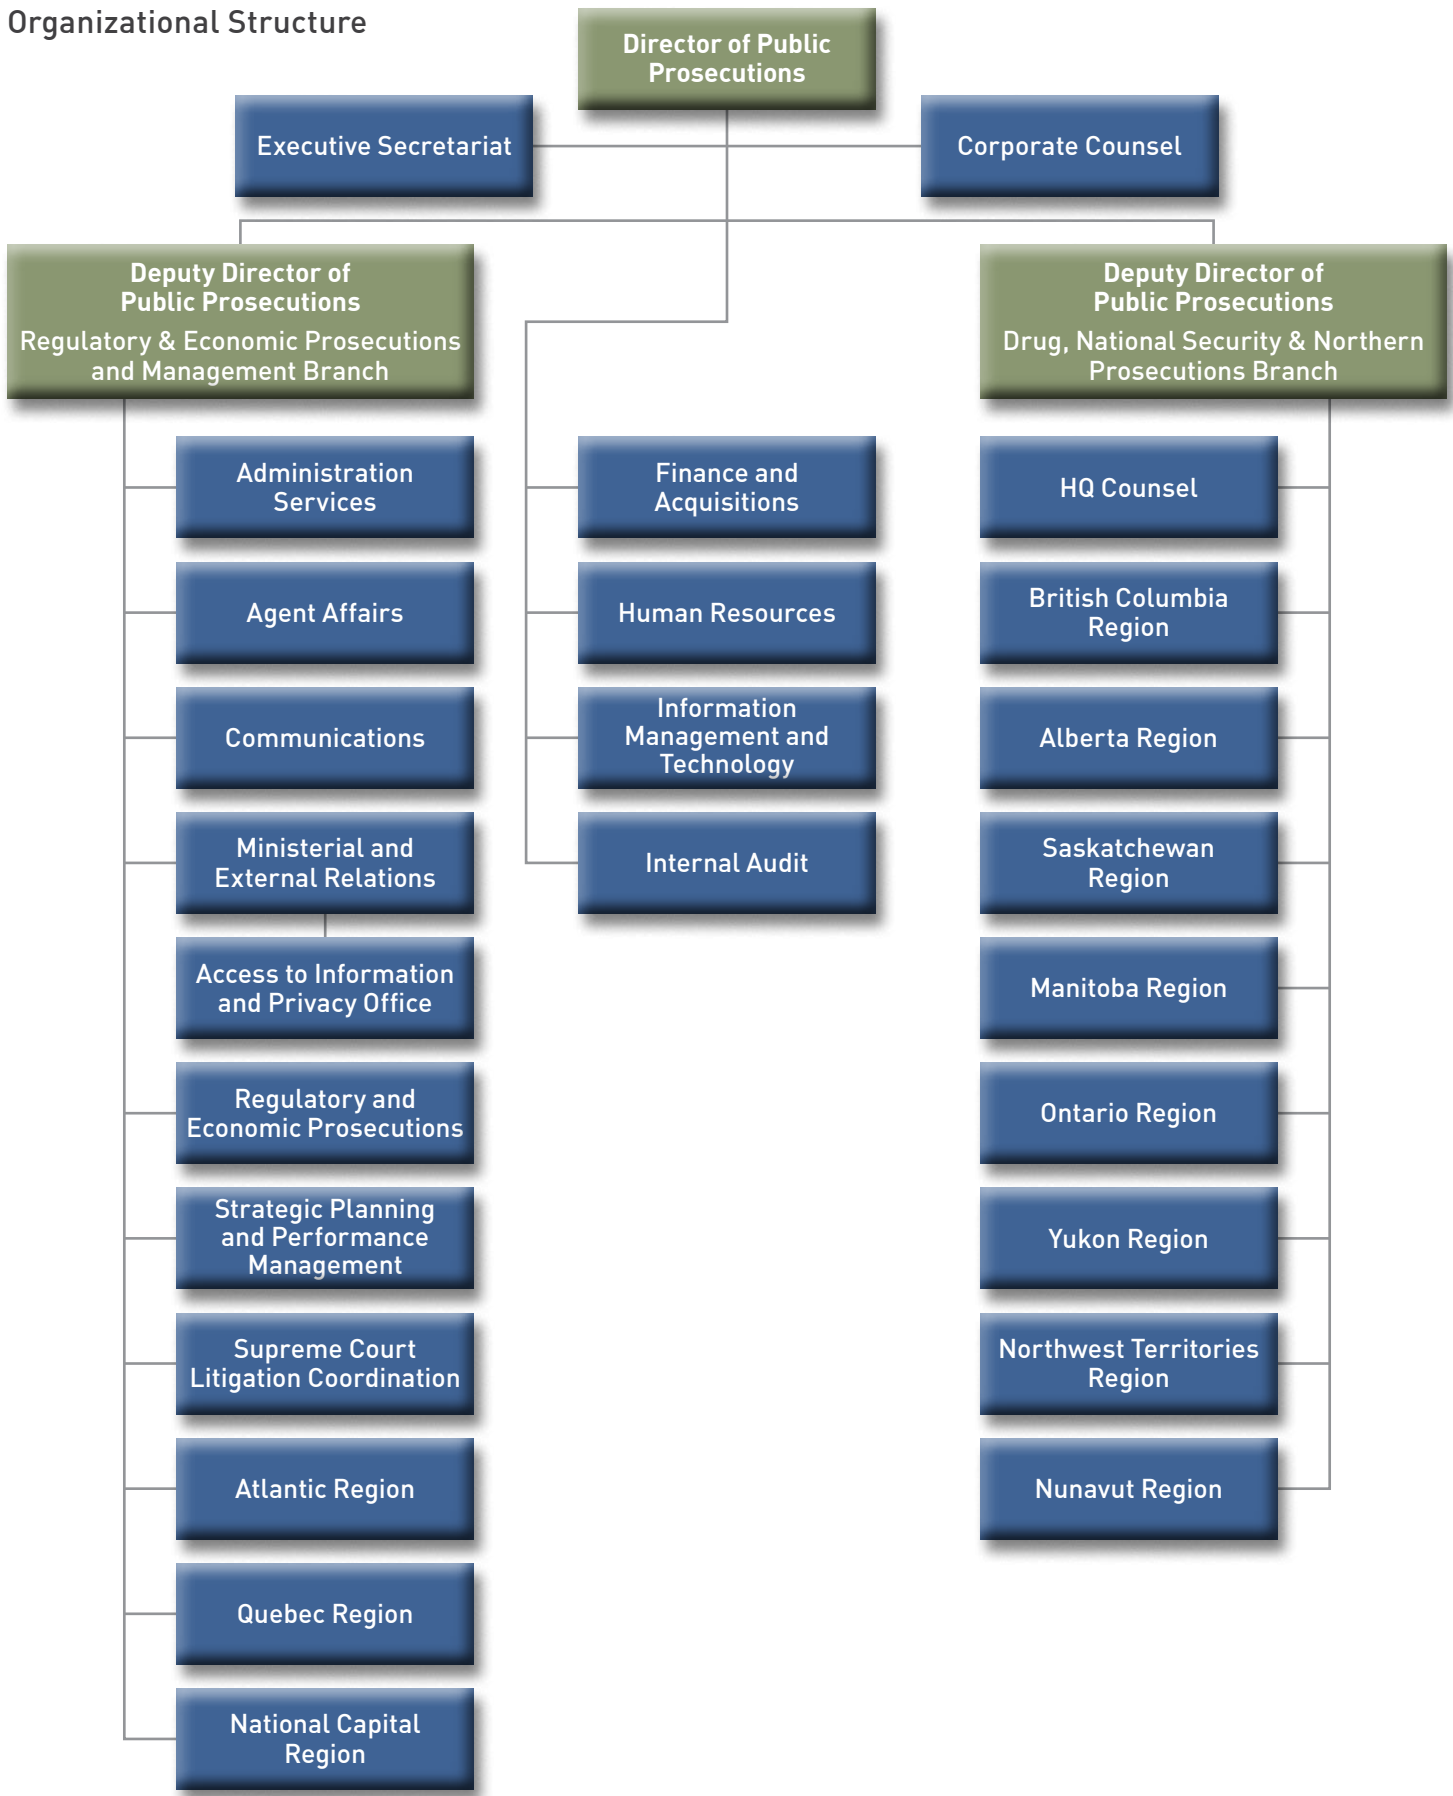 Organizational Structure
Director of Public
Prosecutions
Executive Secretariat
Corporate Counsel
Deputy Director of
Public Prosecutions
Regulatory & Economic Prosecutions
and Management Branch
Deputy Director of
Public Prosecutions
Drug, National Security & Northern
Prosecutions Branch
Administration
Services
Agent Affairs
Communications
Ministerial and
External Relations
Access to Information
and Privacy Office
Regulatory and
Economic Prosecutions
Strategic Planning
and Performance
Management
Supreme Court
Litigation Coordination
Atlantic Region
Quebec Region
National Capital
Region
Finance and
Acquisitions
Human Resources
Information
Management and
Technology
Internal Audit
HQ Counsel
British Columbia
Region
Alberta Region
Saskatchewan
Region
Manitoba Region
Ontario Region
Yukon Region
Northwest Territories
Region
Nunavut Region